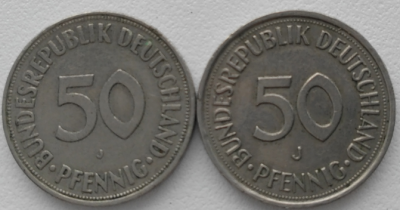 BUNDESREPUBLIK DEUTSCHLAND
50
J
· PFENNIG ·
BUNDESREPUBLIK DEUTSCHLAND
50
J
· PFENNIG ·